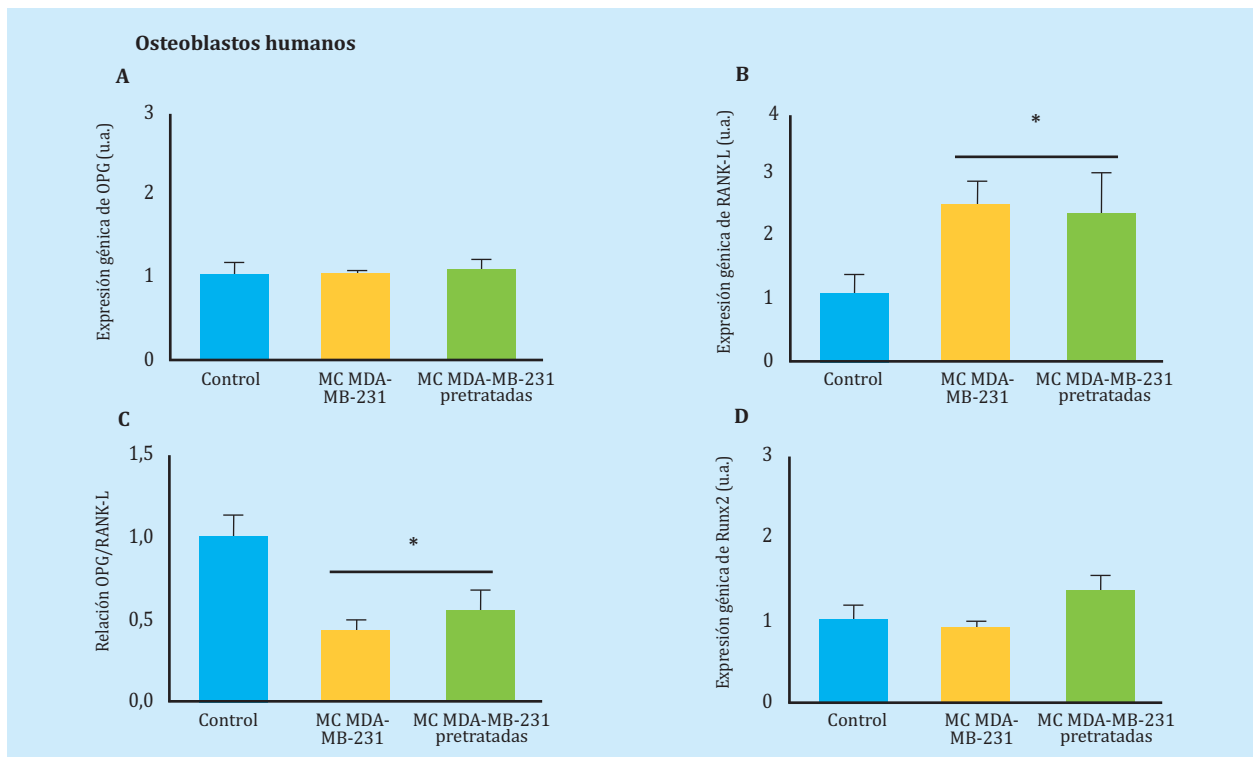 Osteoblastos humanos
A
Expresión génica de OPG (u.a.)
3
2
1
0
Control
MC MDA-
MB-231
MC MDA-MB-231
pretratadas
B
Expresión génica de RANK-L (u.a.)
4
3
2
1
0
*
Control
MC MDA-
MB-231
MC MDA-MB-231
pretratadas
C
Relación OPG/RANK-L
1,5
1,0
0,5
0,0
*
Control
MC MDA-
MB-231
MC MDA-MB-231
pretratadas
D
Expresión génica de Runx2 (u.a.)
3
2
1
0
Control
MC MDA-
MB-231
MC MDA-MB-231
pretratadas